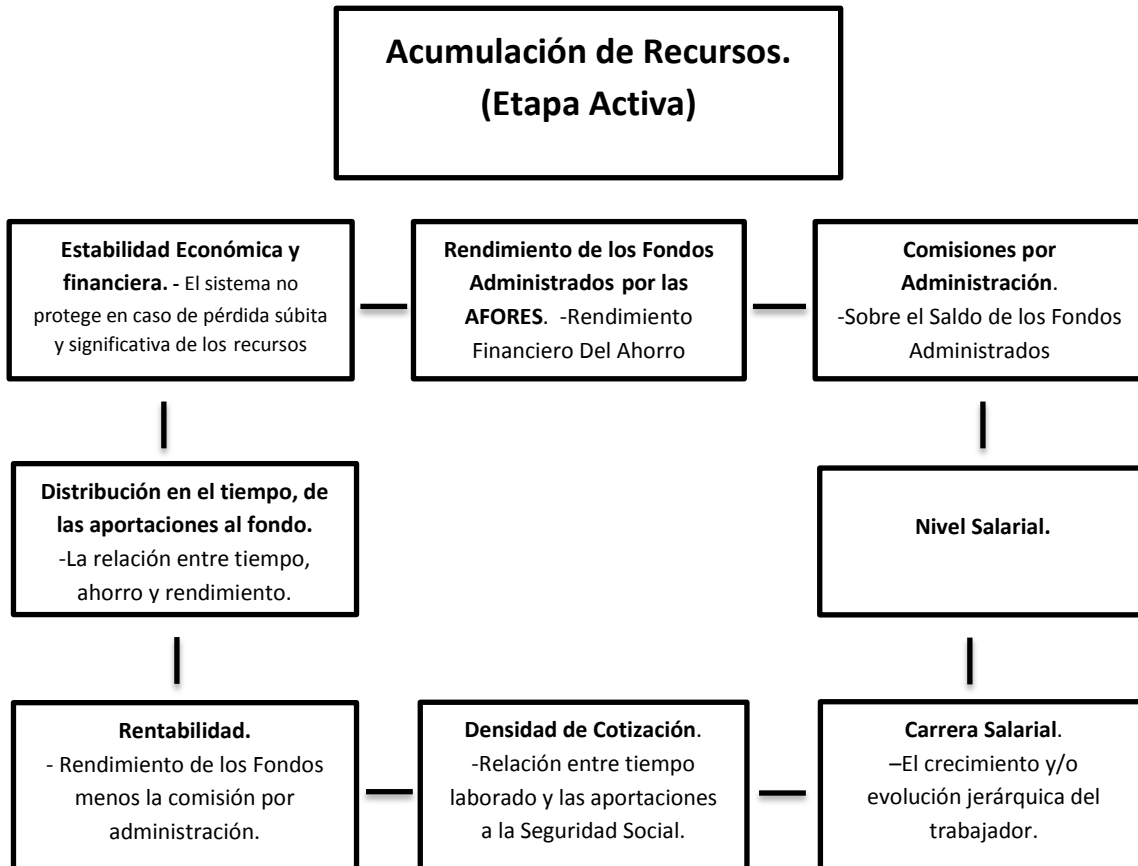 Acumulación de Recursos.
(Etapa Activa)
Estabilidad Económica y
financiera. - El sistema no
protege en caso de pérdida súbita
y significativa de los recursos
Rendimiento de los Fondos
Administrados por las
AFORES. -Rendimiento
Financiero Del Ahorro
Comisiones por
Administración.
-Sobre el Saldo de los Fondos
Administrados
Distribución en el tiempo, de
las aportaciones al fondo.
-La relación entre tiempo,
ahorro y rendimiento.
Nivel Salarial.
Rentabilidad.
- Rendimiento de los Fondos
menos la comisión por
administración.
Densidad de Cotización.
-Relación entre tiempo
laborado y las aportaciones
a la Seguridad Social.
Carrera Salarial.
–El crecimiento y/o
evolución jerárquica del
trabajador.